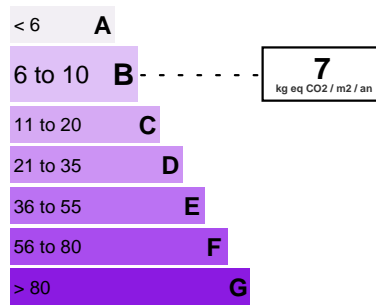 < 6 A
6 to 10 B
7
kg eq CO2 / m2 / an
11 to 20 C
21 to 35 D
36 to 55 E
56 to 80 F
> 80 G